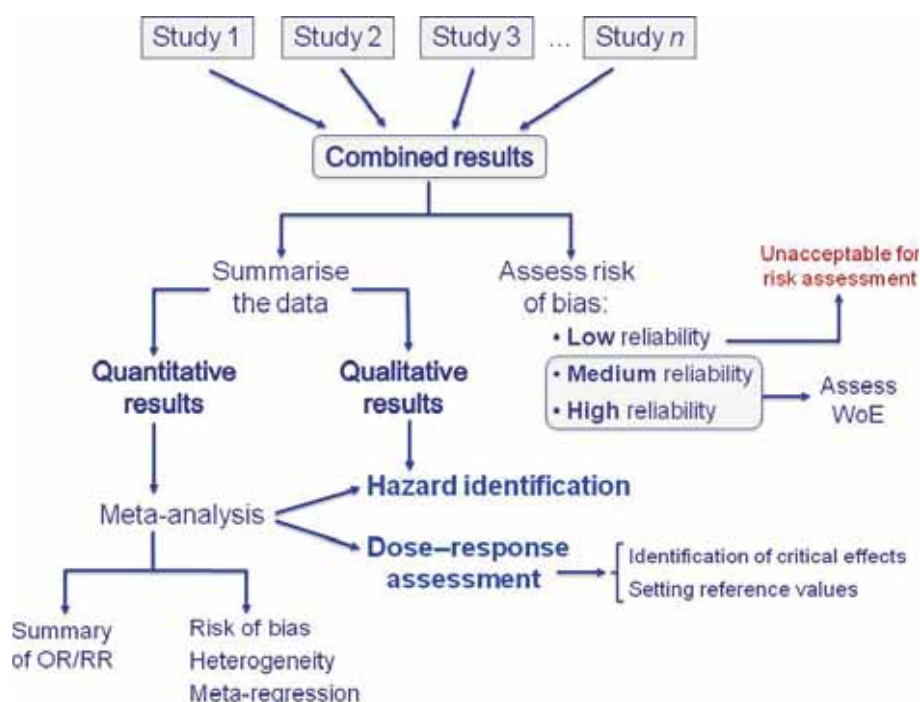 Study 1 Study 2 Study 3 ... Study n
Combined results
Summarise
the data
Assess risk
of bias:
Unacceptable for
risk assessment
• Low reliability
• Medium reliability
• High reliability
Assess
WoE
Quantitative
results
Qualitative
results
Hazard identification
Meta-analysis
Dose–response
assessment
Identification of critical effects
Setting reference values
Summary
of OR/RR
Risk of bias
Heterogeneity
Meta-regression